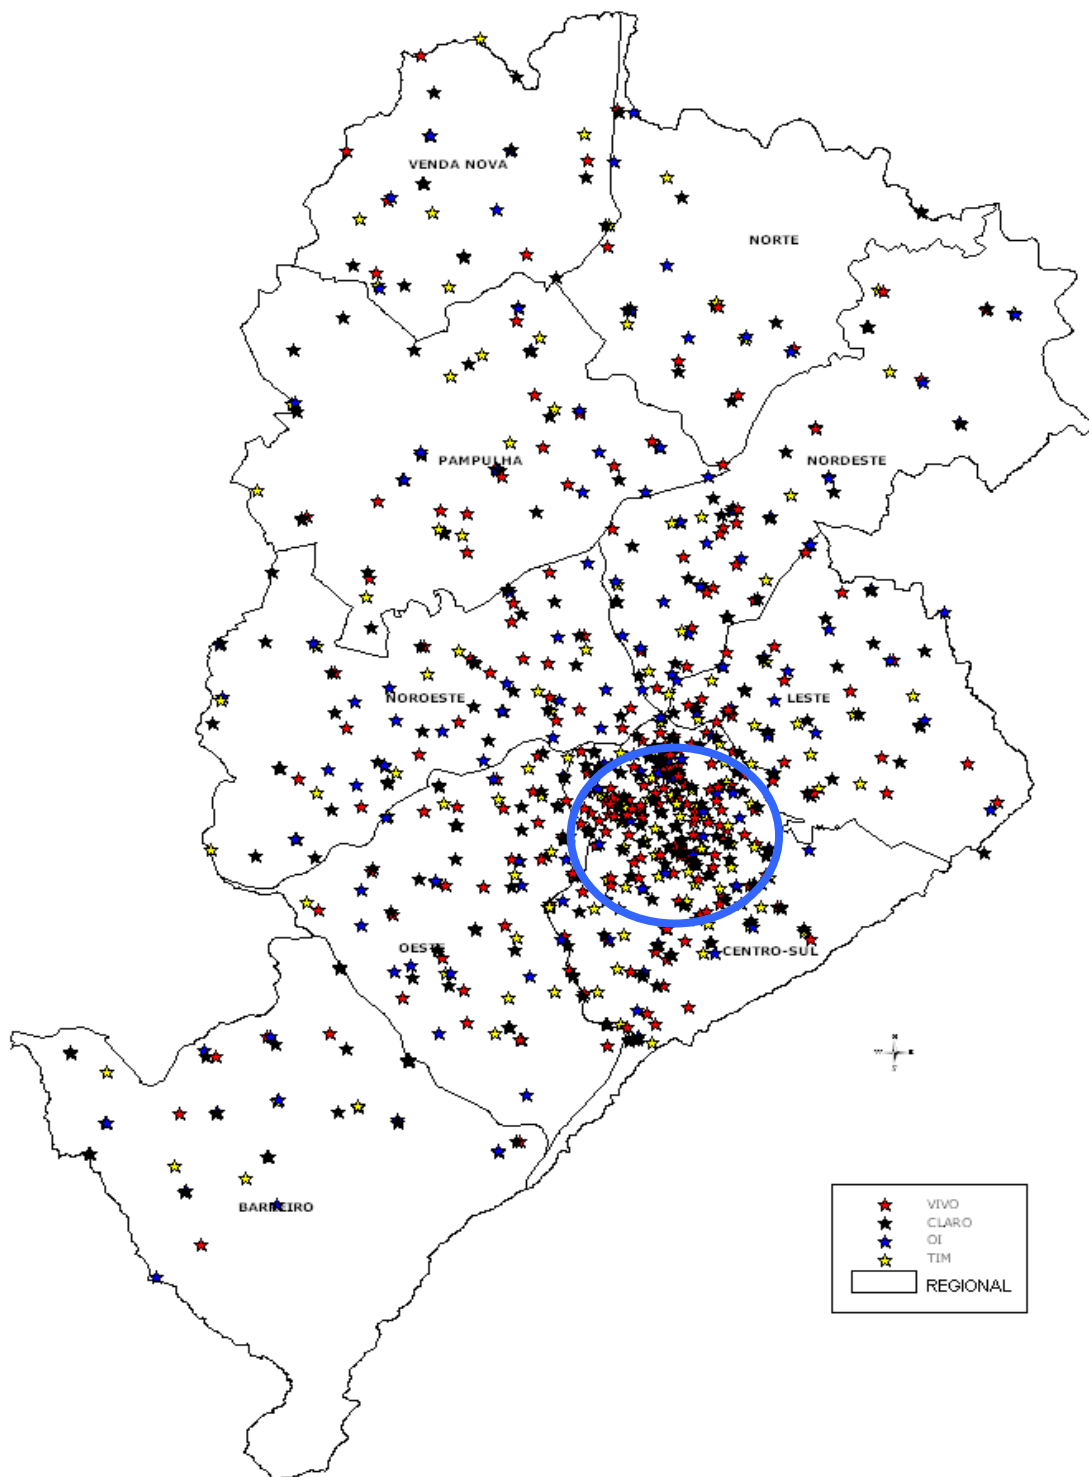 VENDA NOVA
NORTE
PAMPULHA
NORDESTE
NOROESTE
LESTE
OESTE
CENTRO-SUL
S
BARREIRO
VIVO
CLARO
OI
TIM
REGIONAL